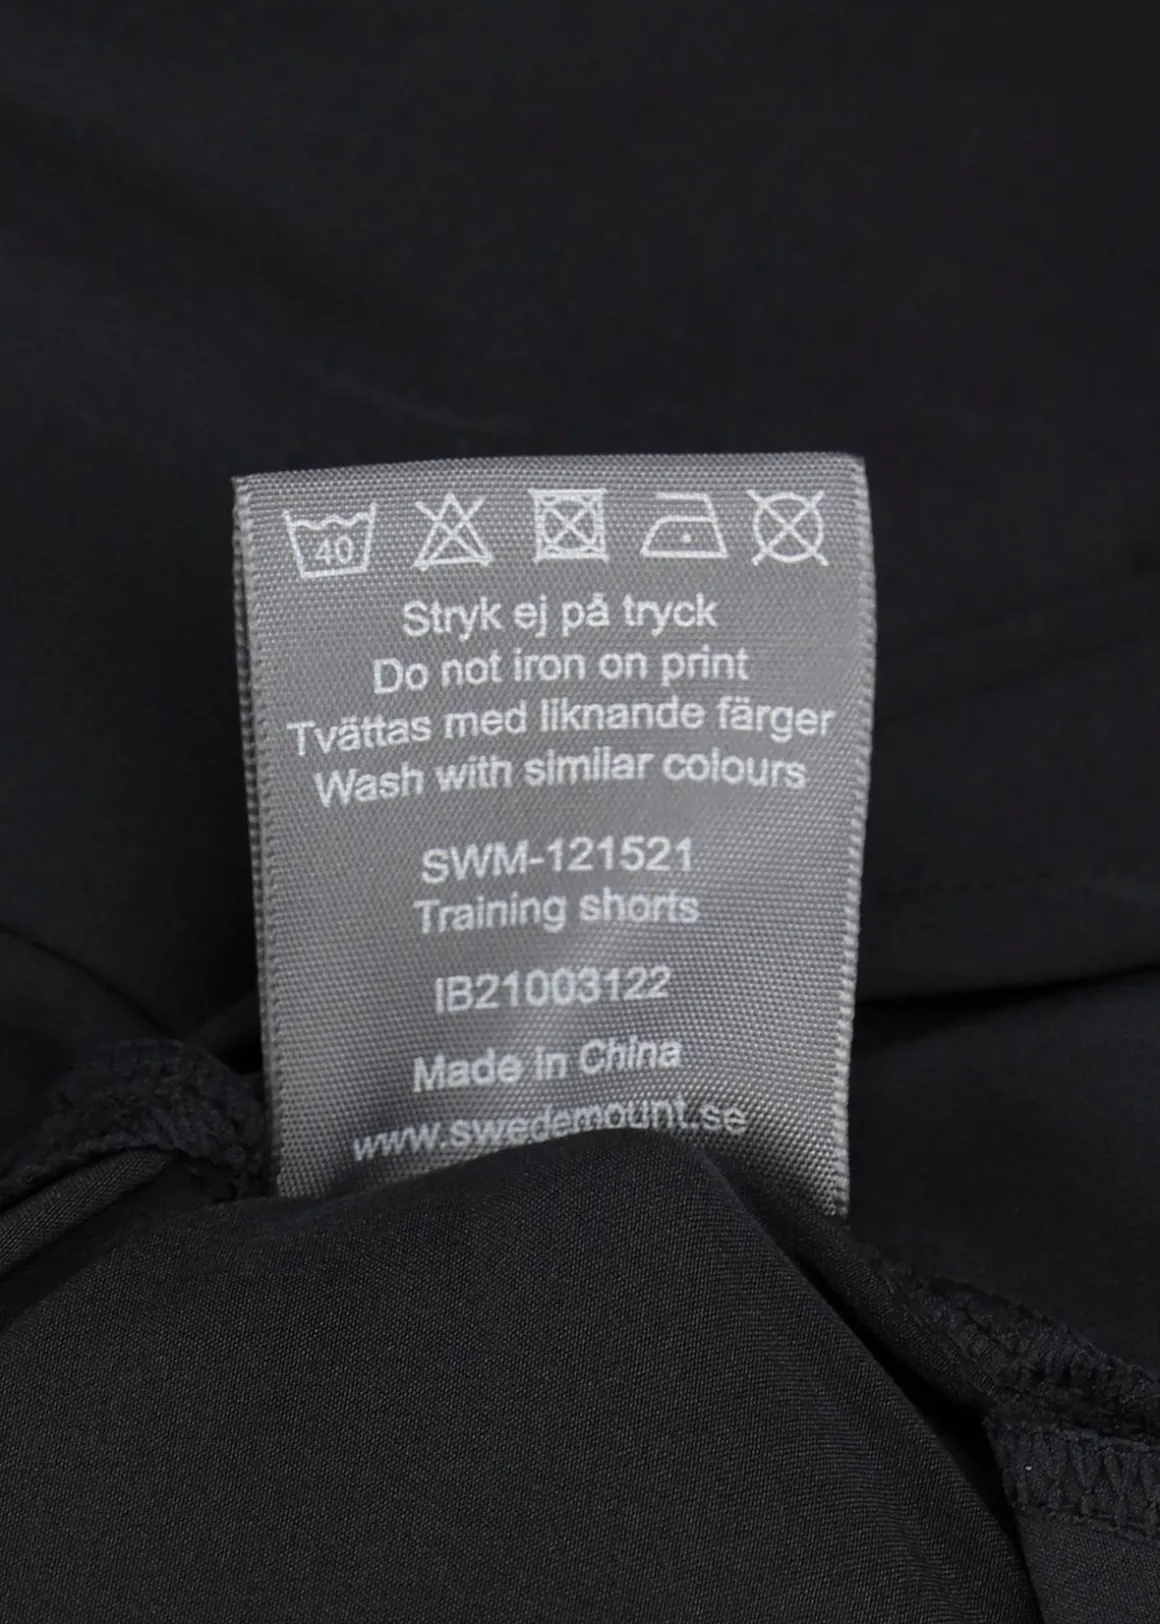 40
Stryk ej på tryck
Do not iron on print
Tvättas med liknande färger
Wash with similar colours
SWM-121521
Training shorts
IB21003122
Made in China
www.swedemount.se